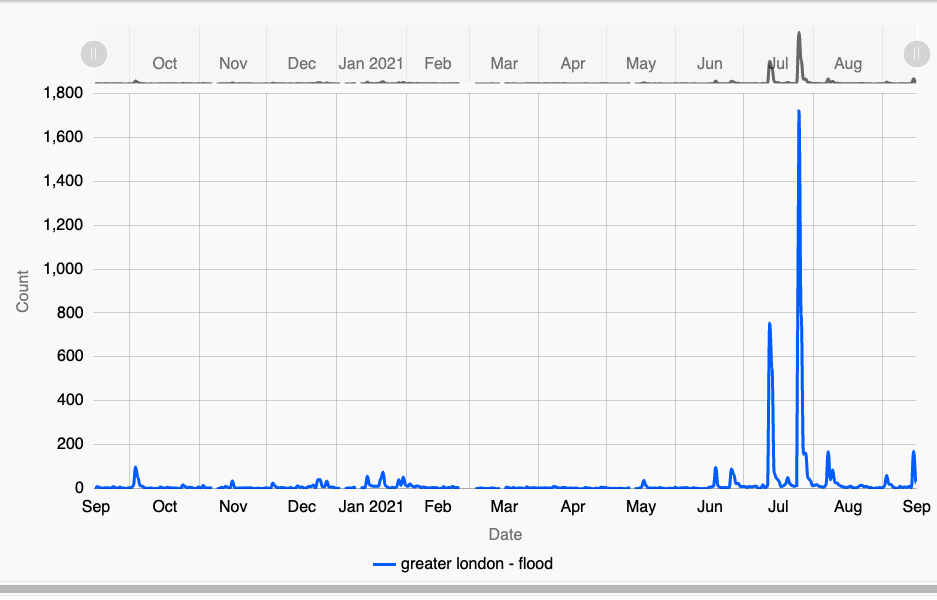 Oct Nov Dec Jan 2021 Feb Mar Apr May Jun Jul Aug
1,800
1,600
1,400
1,200
1,000
800
600
400
200
0
Count
Sep Oct Nov Dec Jan 2021 Feb Mar Apr May Jun Jul Aug Sep
Date
greater london - flood